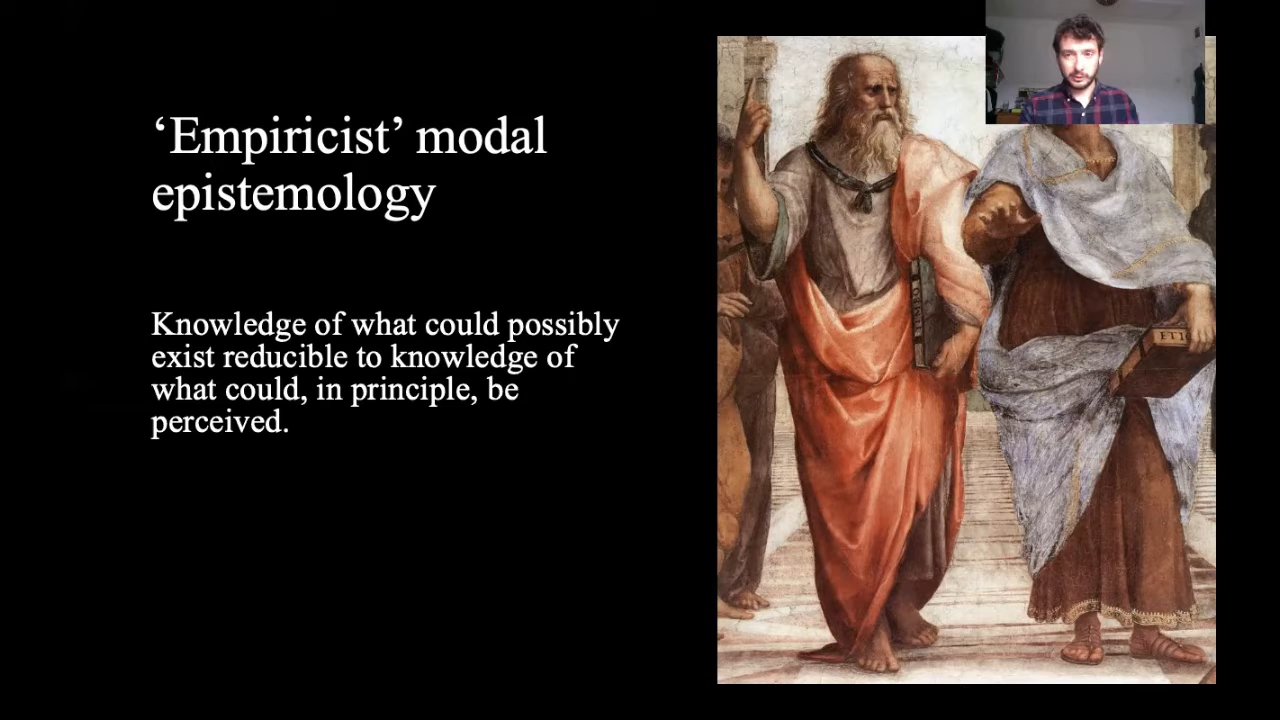 ‘Empiricist’ modal
epistemology
Knowledge of what could possibly
exist reducible to knowledge of
what could, in principle, be
perceived.